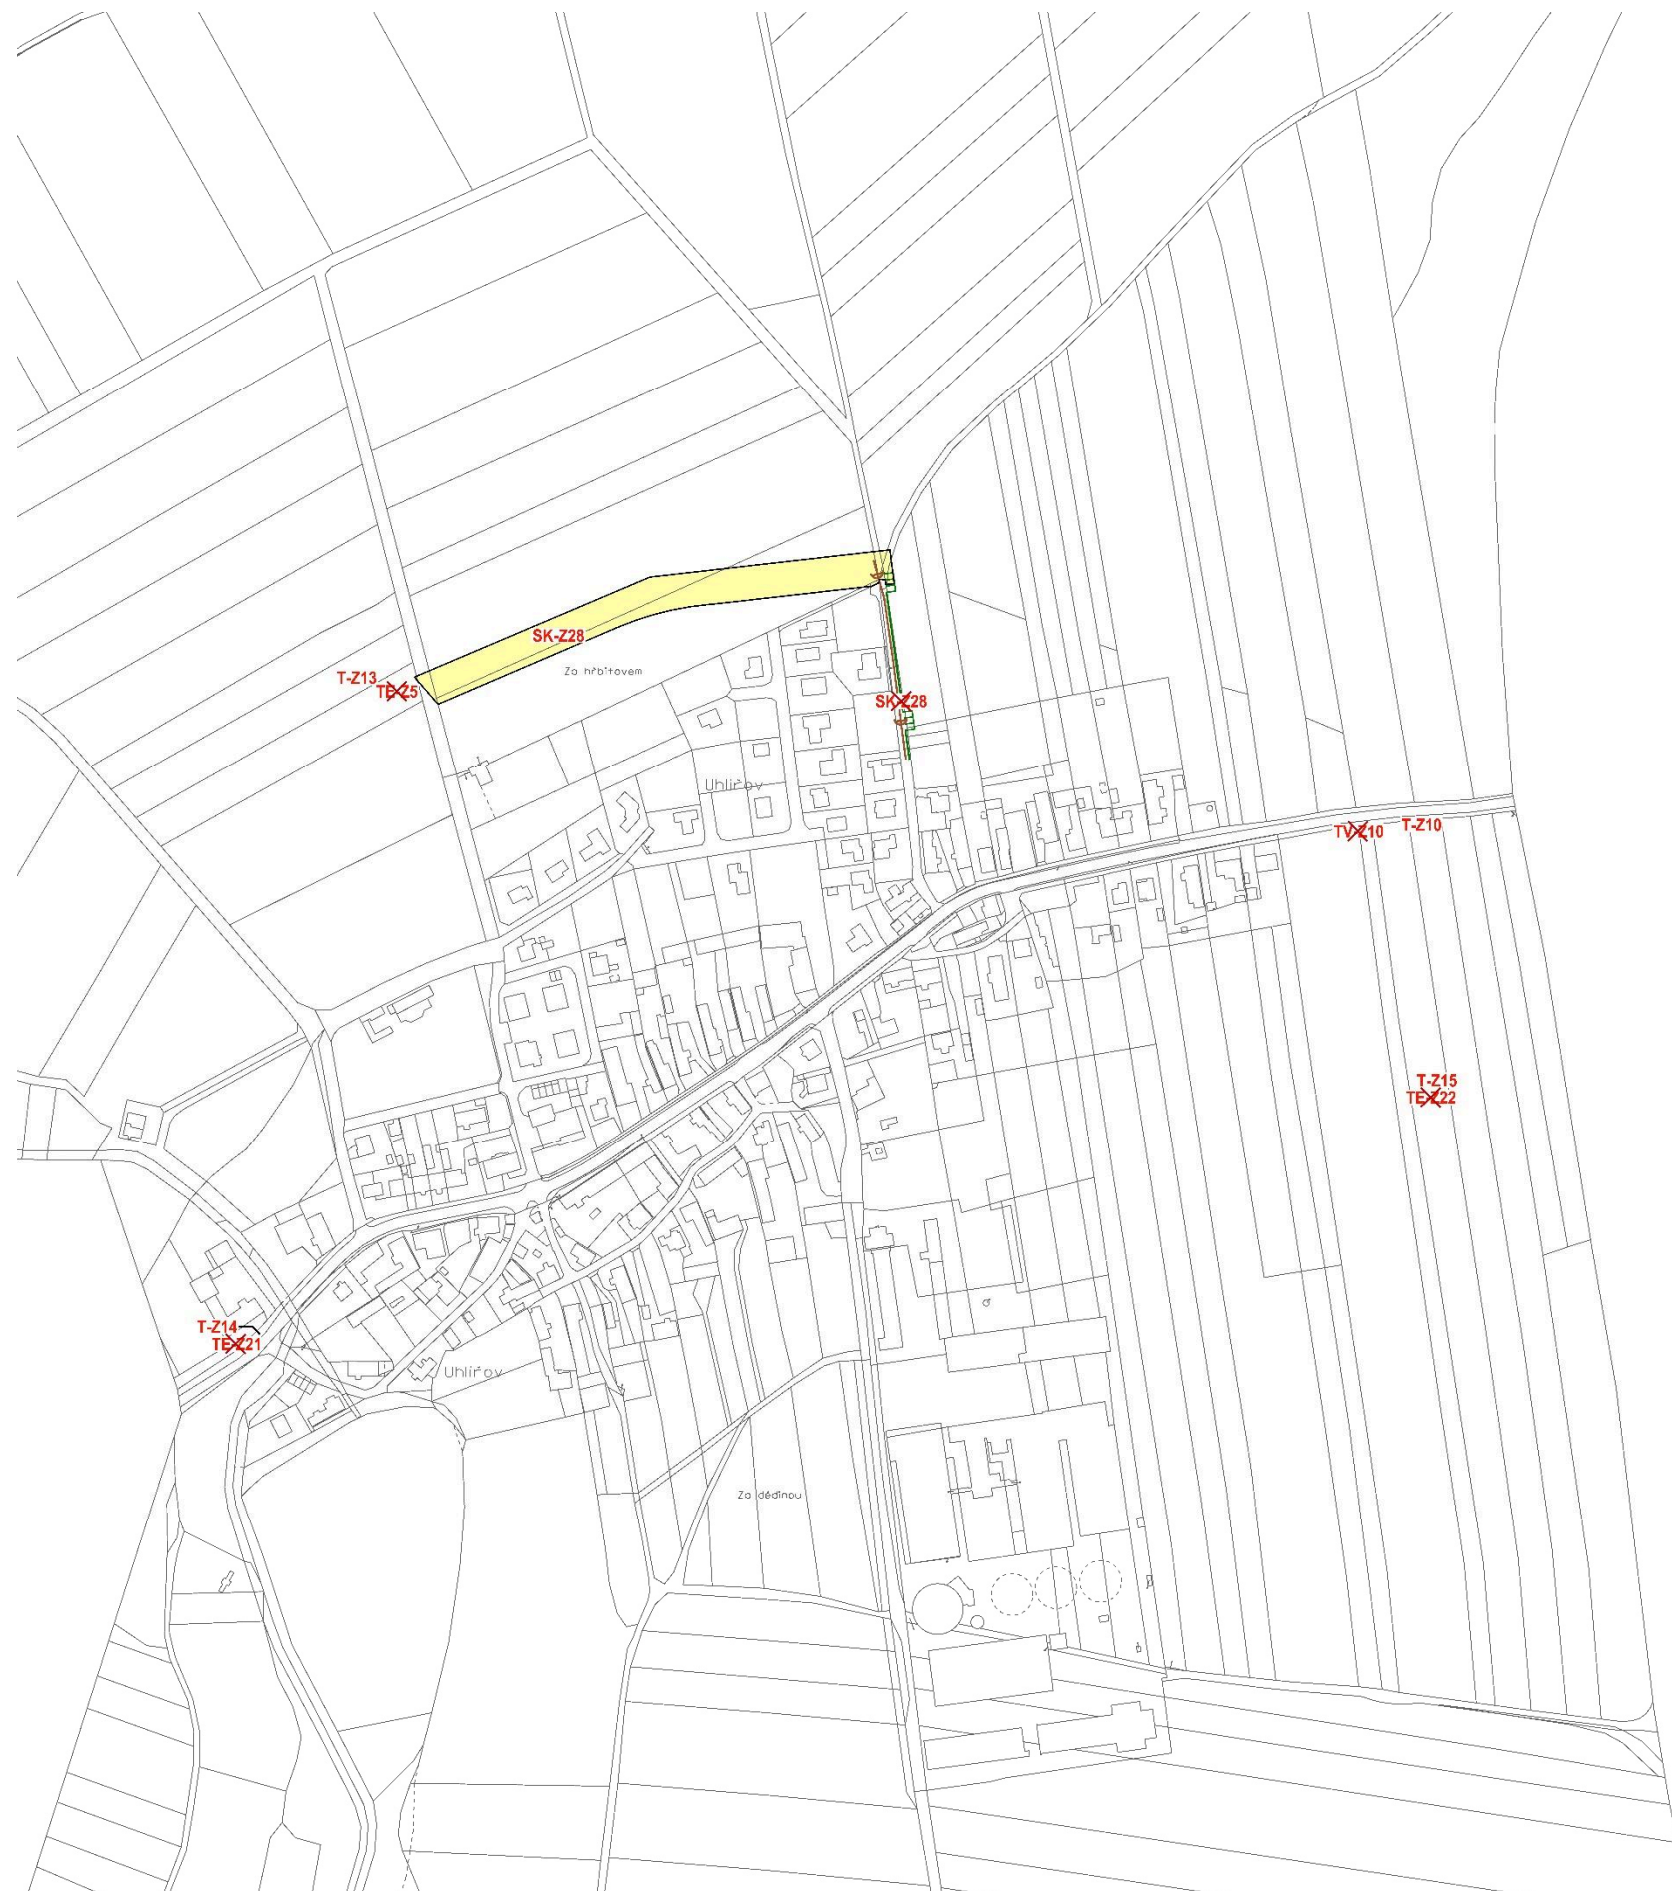 SK-Z28
Za hřbitovem
T-Z13
TE-Z5
SK-Z28
Uhlířov
T-Z10
TV-Z10
T-Z15
TE-Z22
T-Z14
TE-Z21
Uhlířov
Za dědinou